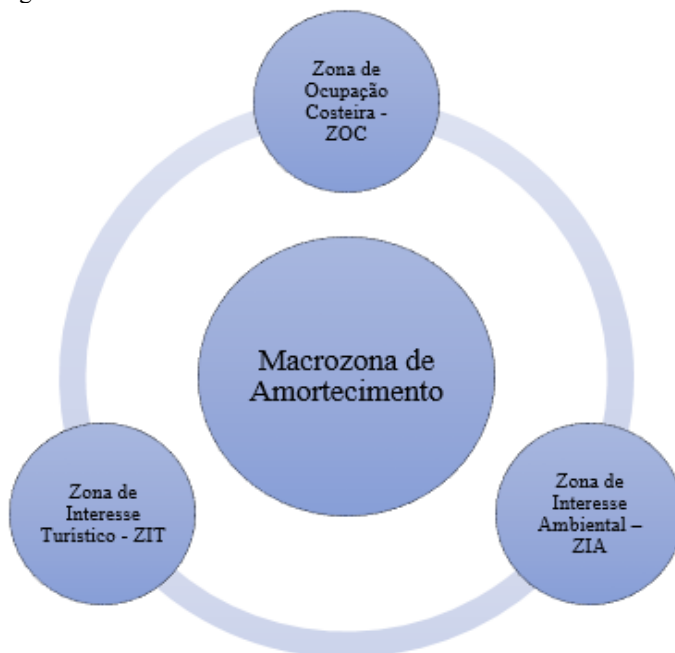 Zona de
Ocupação
Costeira -
ZOC
Macrozona de
Amortecimento
Zona de
Interesse
Turístico - ZIT
Zona de
Interesse
Ambiental –
ZIA